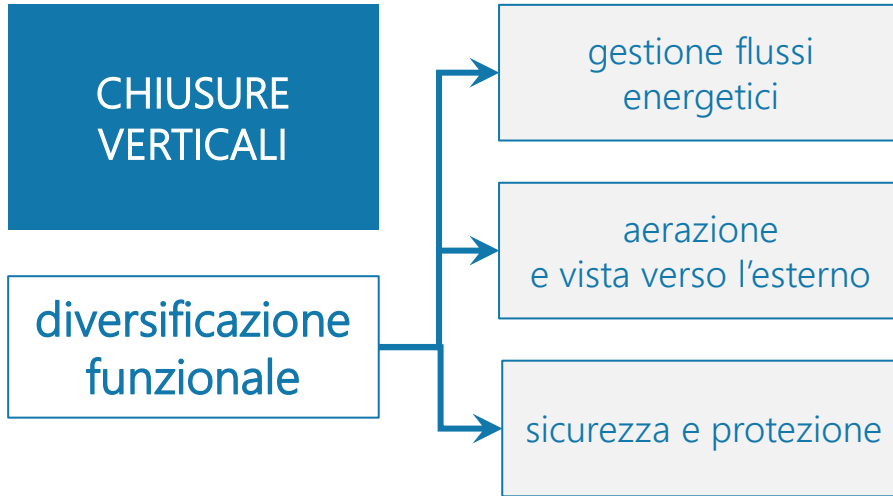 CHIUSURE
VERTICALI
diversificazione
funzionale
gestione flussi
energetici
aerazione
e vista verso l’esterno
sicurezza e protezione